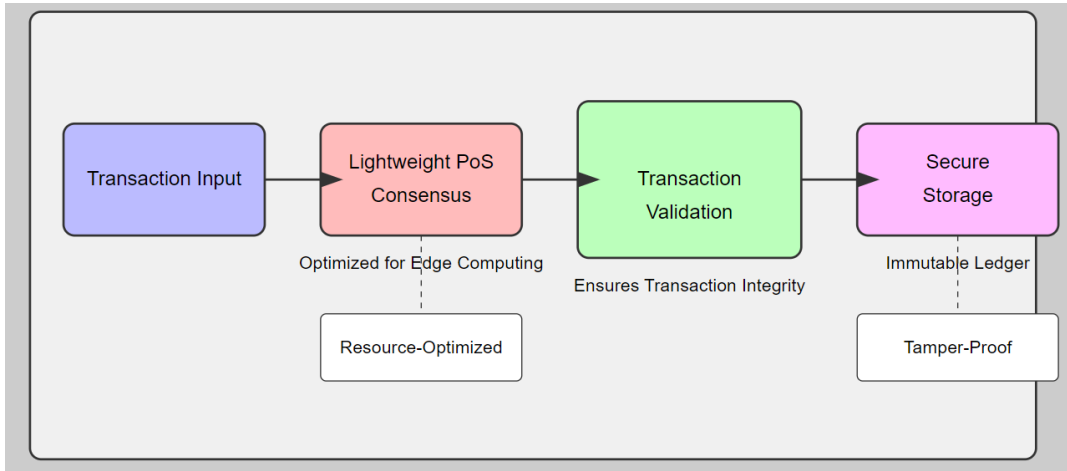 Transaction Input
Lightweight PoS
Consensus
Transaction
Validation
Secure
Storage
Optimized for Edge Computing
Ensures Transaction Integrity
Immutable Ledger
Resource-Optimized
Tamper-Proof